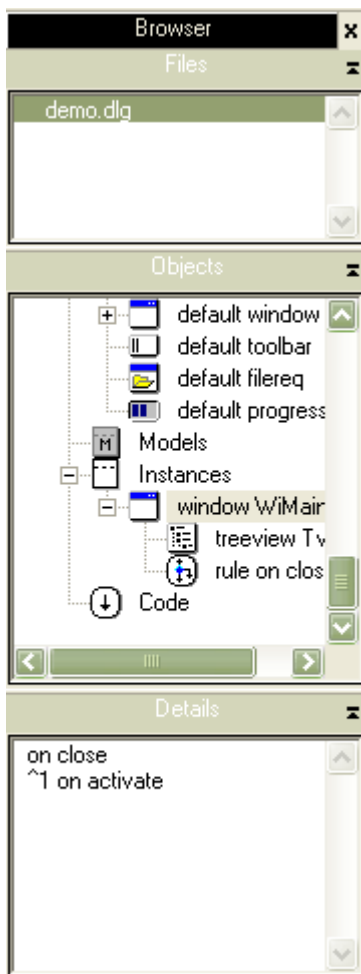 Browser
Files
demo.dlg
Objects
default window
default toolbar
default filereq
default progress
Models
Instances
window WiMain
treeview Tv
rule on clos
Code
Details
on close
^1 on activate